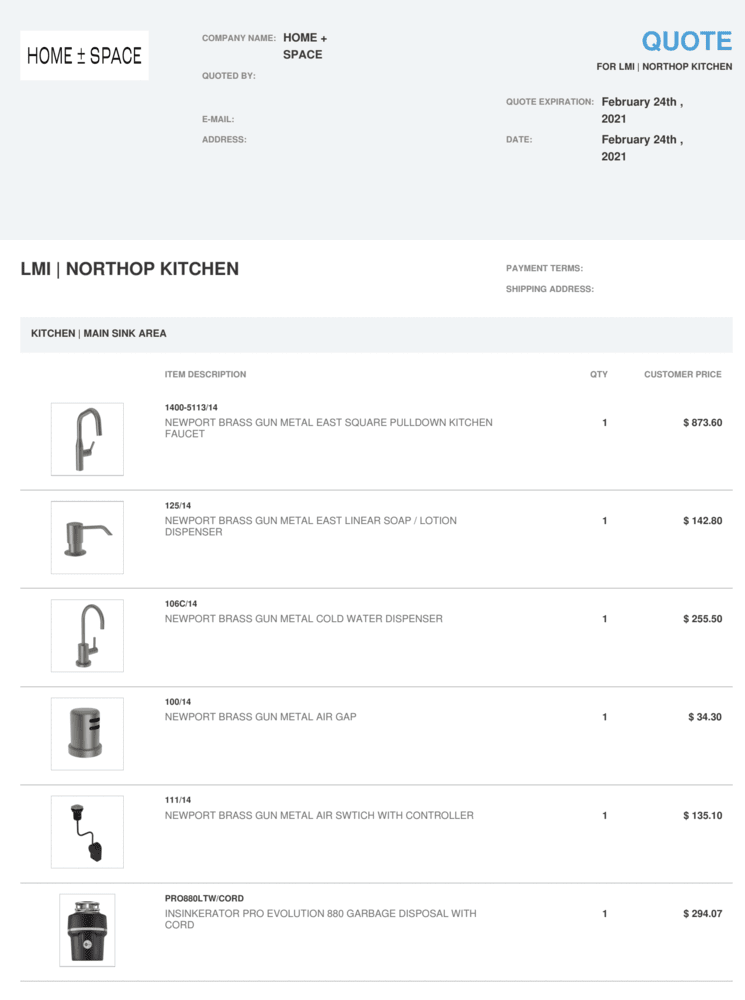 HOME ± SPACE
COMPANY NAME: HOME +
SPACE
QUOTED BY:
E-MAIL:
ADDRESS:
QUOTE
FOR LMI | NORTHOP KITCHEN
QUOTE EXPIRATION: February 24th ,
2021
DATE: February 24th ,
2021
LMI | NORTHOP KITCHEN
PAYMENT TERMS:
SHIPPING ADDRESS:
KITCHEN | MAIN SINK AREA
ITEM DESCRIPTION QTY CUSTOMER PRICE
1400-5113/14
NEWPORT BRASS GUN METAL EAST SQUARE PULLDOWN KITCHEN 1 $ 873.60
FAUCET
125/14
NEWPORT BRASS GUN METAL EAST LINEAR SOAP / LOTION 1 $ 142.80
DISPENSER
106C/14
NEWPORT BRASS GUN METAL COLD WATER DISPENSER 1 $ 255.50
100/14
NEWPORT BRASS GUN METAL AIR GAP 1 $ 34.30
111/14
NEWPORT BRASS GUN METAL AIR SWTICH WITH CONTROLLER 1 $ 135.10
PRO880LTW/CORD
INSINKERATOR PRO EVOLUTION 880 GARBAGE DISPOSAL WITH 1 $ 294.07
CORD